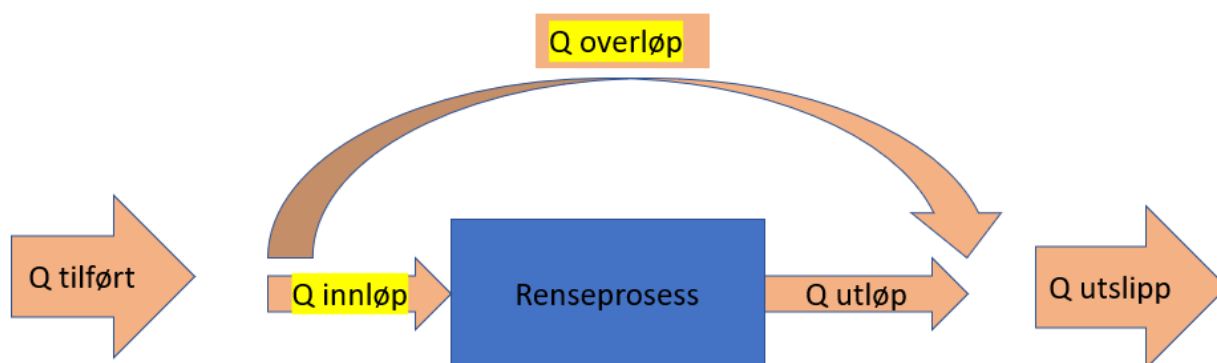 Q overløp
Q tilført
Q innløp
Renseprosess
Q utløp
Q utslipp